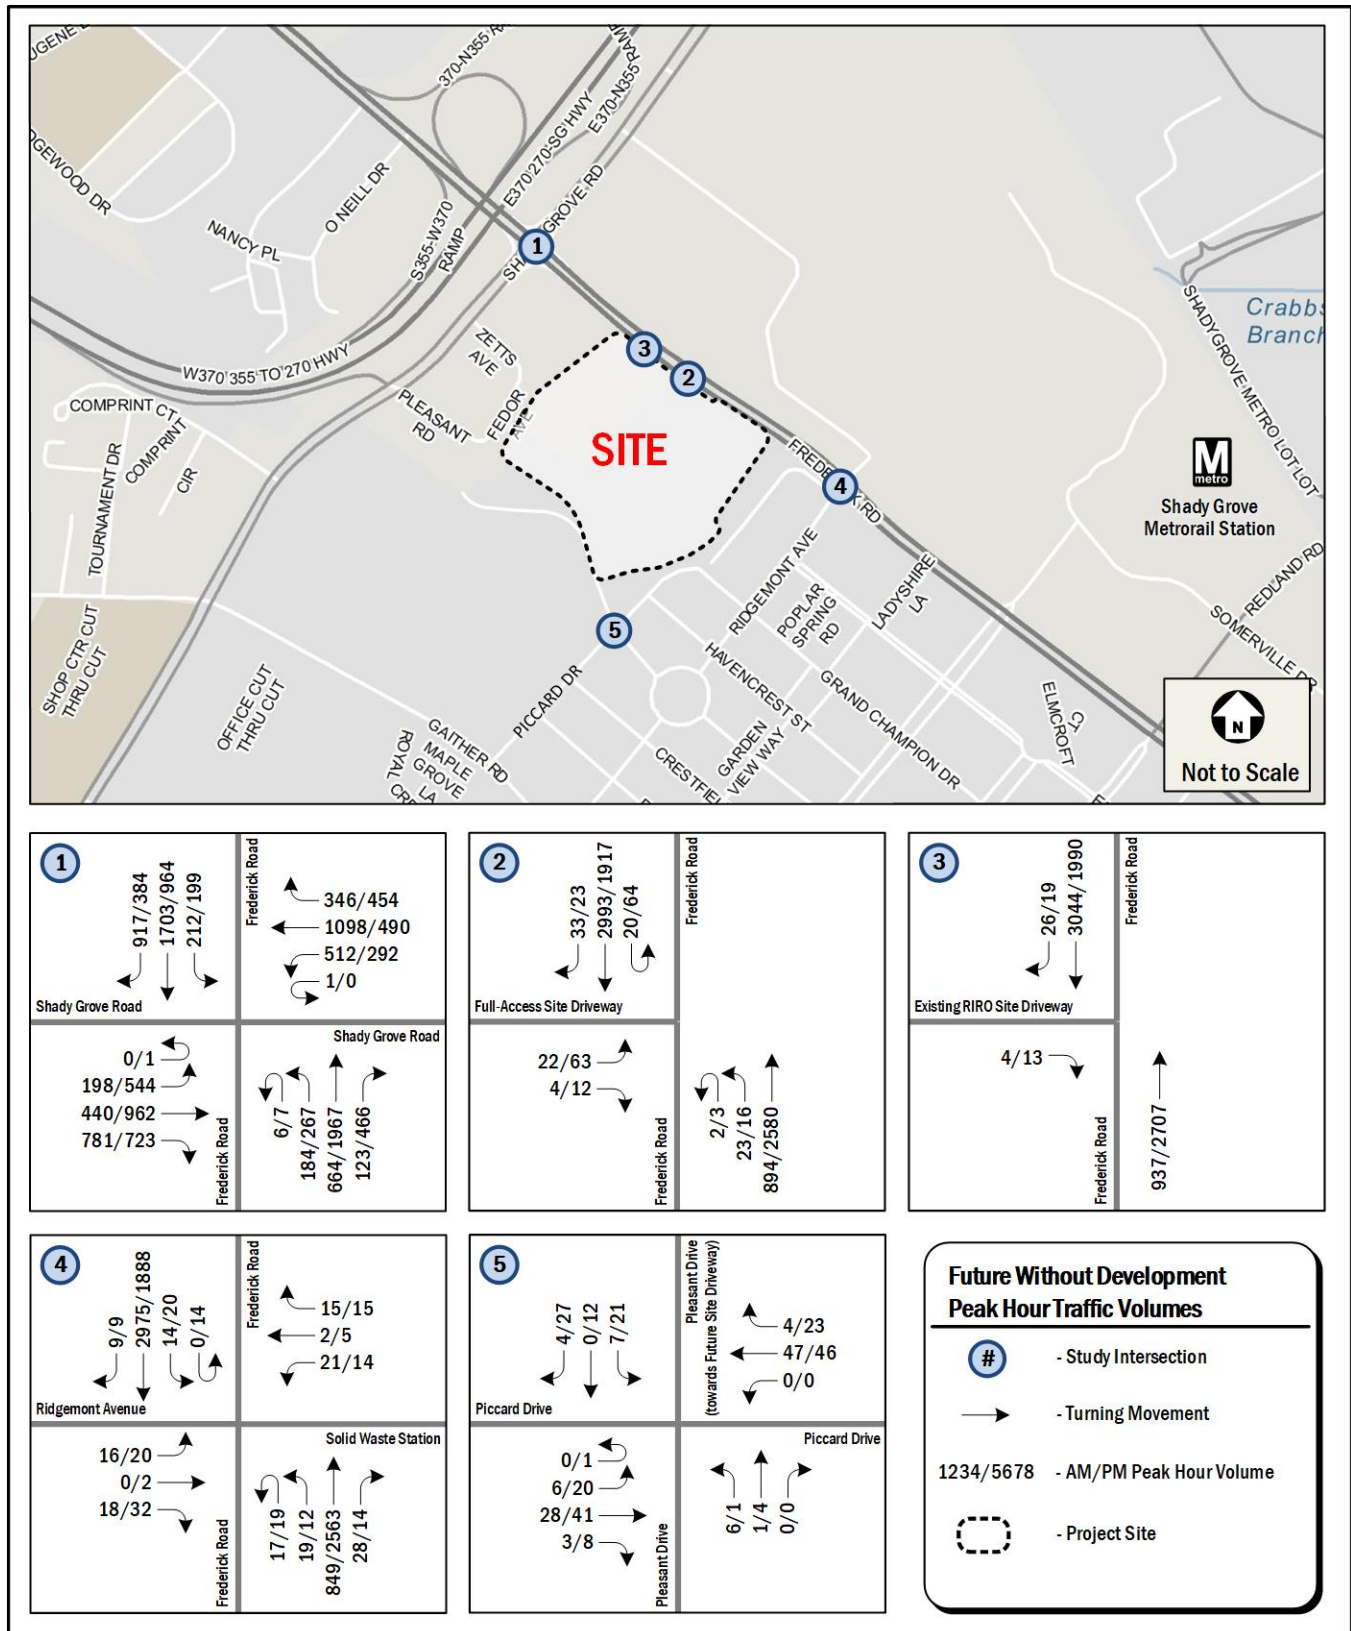 UGENE
DGEWOOD DR
NANCY PL
O NEILL DR
370-N355 RA
RAMP
E370-N355
E370 270-SG HWY
S355-W370
RAMP
SHA GROVE RD
1
W370 355 TO 270 HWY
ZETTS
AVE
FEDOR
AVE
PLEASANT
RD
COMPRINT CT
COMPRINT
CIR
TOURNAMENT DR
3
2
SITE
FREDE K RD
4
5
SHADYGROVE METRO LOT LOT
Crabbs
Branch
M
metro
Shady Grove
Metrorail Station
REDLAND RD
SOMERVILLE DR
RIDGEMONT AVE
POPLAR
SPRING
RD
LADYSHIRE
LA
HAVENCREST ST
GRAND CHAMPION DR
GARDEN
VIEW WAY
CRESTFIE
ELMCROFT
CT
PICCARD DR
GAITHER RD
MAPLE
GROVE
LA
ROYAL
CRE
OFFICE CUT
THRU CUT
SHOP CTR CUT
THRU CUT
N
Not to Scale
1
917/384
1703/964
212/199
Frederick Road
346/454
1098/490
512/292
1/0
Shady Grove Road
Shady Grove Road
0/1
198/544
440/962
781/723
Frederick Road
6/7
184/267
664/1967
123/466
2
33/23
2993/1917
20/64
Frederick Road
Full-Access Site Driveway
22/63
4/12
Frederick Road
2/3
23/16
894/2580
3
26/19
3044/1990
Frederick Road
Existing RIRO Site Driveway
4/13
Frederick Road
937/2707
4
9/9
2975/1888
14/20
0/14
Frederick Road
15/15
2/5
21/14
Ridgemont Avenue
Solid Waste Station
16/20
0/2
18/32
Frederick Road
17/19
19/12
849/2563
28/14
5
4/27
0/12
7/21
Pleasant Drive
(towards Future Site Driveway)
4/23
47/46
0/0
Piccard Drive
Piccard Drive
0/1
6/20
28/41
3/8
Pleasant Drive
6/1
1/4
0/0
Future Without Development
Peak Hour Traffic Volumes
# - Study Intersection
- Turning Movement
1234/5678 - AM/PM Peak Hour Volume
- Project Site